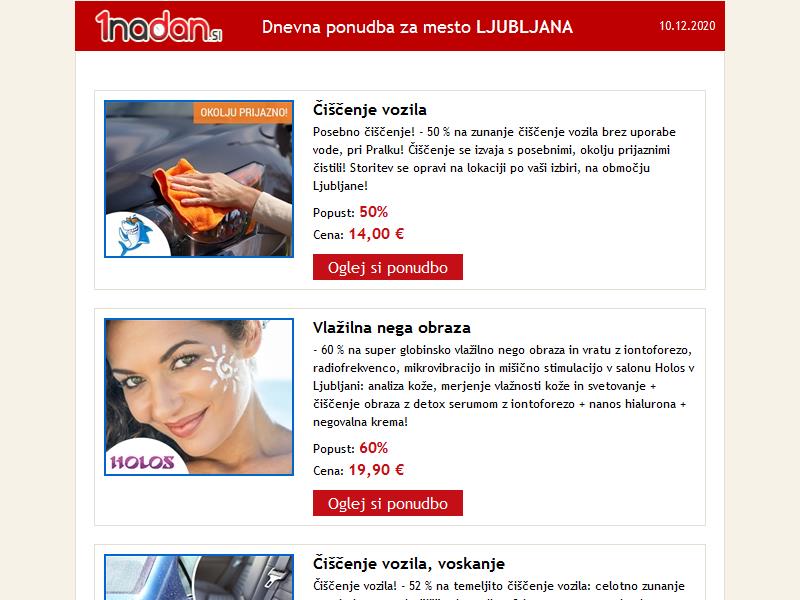 1nadan.si
Dnevna ponudba za mesto LJUBLJANA
10.12.2020
OKOLJU PRIJAZNO!
Čiščenje vozila
Posebno čiščenje! - 50 % na zunanje čiščenje vozila brez uporabe
vode, pri Pralku! Čiščenje se izvaja s posebnimi, okolju prijaznimi
čistili! Storitev se opravi na lokaciji po vaši izbiri, na območju
Ljubljane!
Popust: 50%
Cena: 14,00 €
Oglej si ponudbo
HOLOS
Vlažilna nega obraza
- 60 % na super globinsko vlažilno nego obraza in vratu z iontoforezo,
radiofrekvenco, mikrovibracijo in mišično stimulacijo v salonu Holos v
Ljubljani: analiza kože, merjenje vlažnosti kože in svetovanje +
čiščenje obraza z detox serumom z iontoforezo + nanos hialurona +
negovalna krema!
Popust: 60%
Cena: 19,90 €
Oglej si ponudbo
Čiščenje vozila, voskanje
Čiščenje vozila! - 52 % na temeljito čiščenje vozila: celotno zunanje